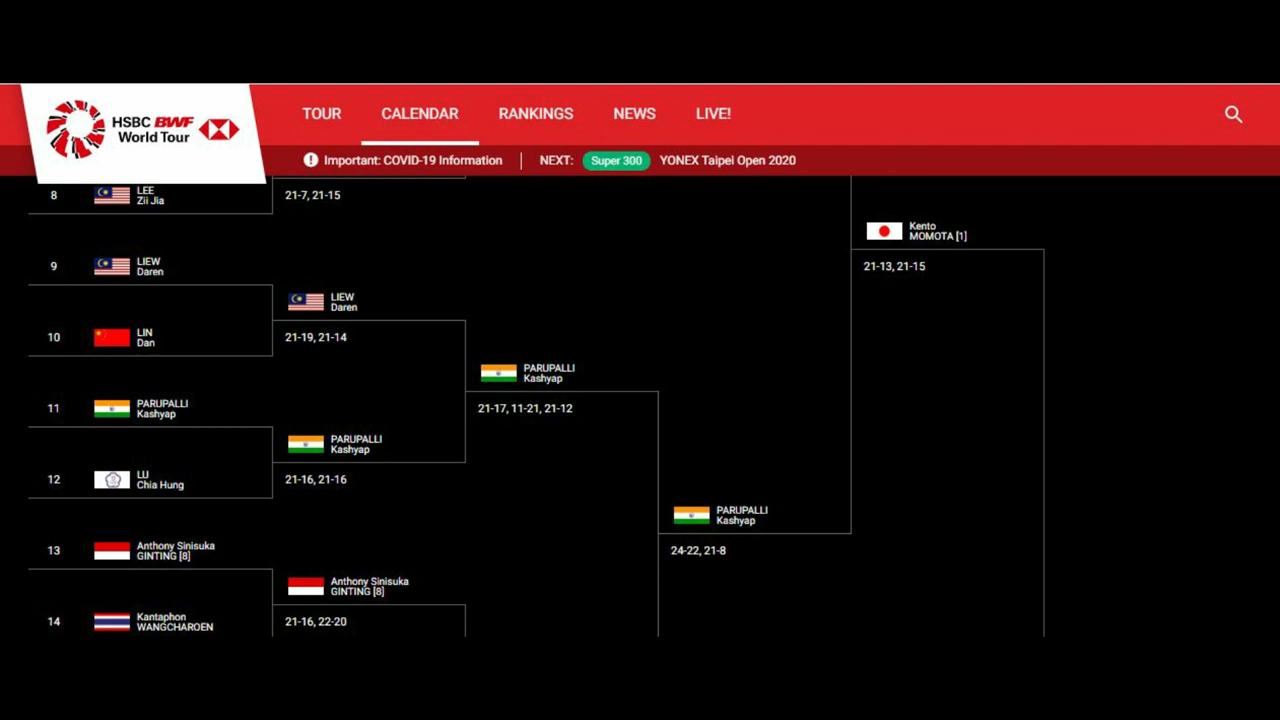 HSBC BWF
World Tour
TOUR
CALENDAR
RANKINGS
NEWS
LIVE!
Important: COVID-19 Information
NEXT:
Super 300
YONEX Taipei Open 2020
8
LEE
Zii Jia
21-7, 21-15
Kento
MOMOTA [1]
21-13, 21-15
9
LIEW
Daren
LIEW
Daren
10
LIN
Dan
21-19, 21-14
PARUPALLI
Kashyap
21-17, 11-21, 21-12
11
PARUPALLI
Kashyap
PARUPALLI
Kashyap
12
LU
Chia Hung
21-16, 21-16
PARUPALLI
Kashyap
24-22, 21-8
13
Anthony Sinisuka
GINTING [8]
Anthony Sinisuka
GINTING [8]
14
Kantaphon
WANGCHAROEN
21-16, 22-20